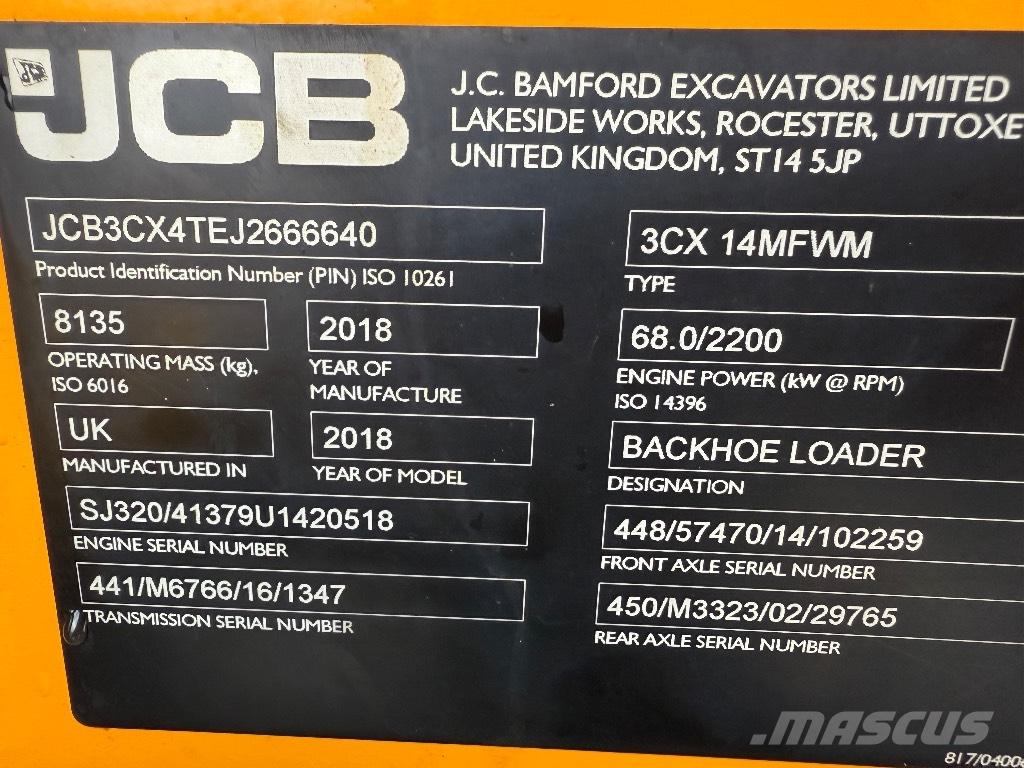 JCB
J.C. BAMFORD EXCAVATORS LIMITED
LAKESIDE WORKS, ROCESTER, UTTOXE
UNITED KINGDOM, ST14 5JP
JCB3CX4TEJ2666640
Product Identification Number (PIN) ISO 10261
3CX 14MFWM
TYPE
8135
OPERATING MASS (kg),
ISO 6016
2018
YEAR OF
MANUFACTURE
68.0/2200
ENGINE POWER (kW @ RPM)
ISO 14396
UK
MANUFACTURED IN
2018
YEAR OF MODEL
BACKHOE LOADER
DESIGNATION
SJ320/41379U1420518
ENGINE SERIAL NUMBER
448/57470/14/102259
FRONT AXLE SERIAL NUMBER
441/M6766/16/1347
TRANSMISSION SERIAL NUMBER
450/M3323/02/29765
REAR AXLE SERIAL NUMBER
MASCUS